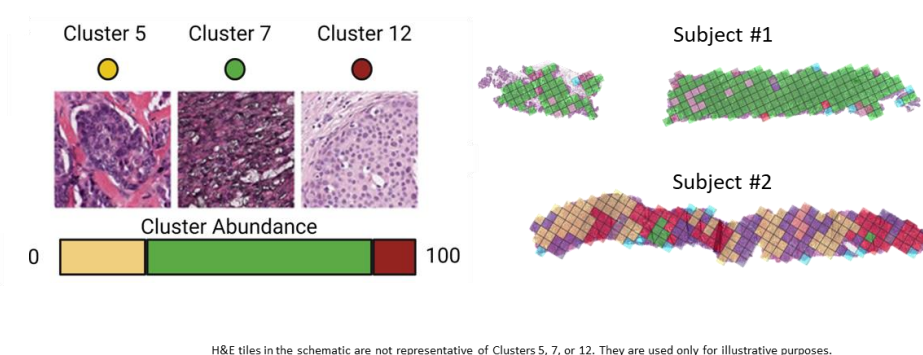 Cluster 5 Cluster 7 Cluster 12
Subject #1
Subject #2
Cluster Abundance
0 100
H&E tiles in the schematic are not representative of Clusters 5, 7, or 12. They are used only for illustrative purposes.